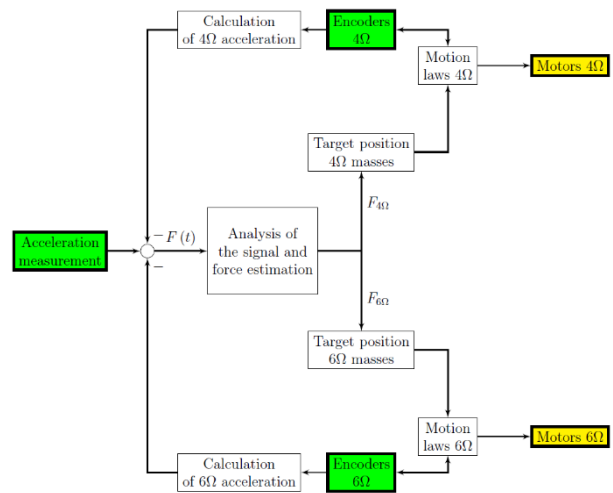 Calculation
of 4Ω acceleration
Encoders
4Ω
Motion
laws 4Ω
Motors 4Ω
Target position
4Ω masses
F4Ω
Acceleration
measurement
− F (t)
−
Analysis of
the signal and
force estimation
F6Ω
Target position
6Ω masses
Motion
laws 6Ω
Motors 6Ω
Calculation
of 6Ω acceleration
Encoders
6Ω